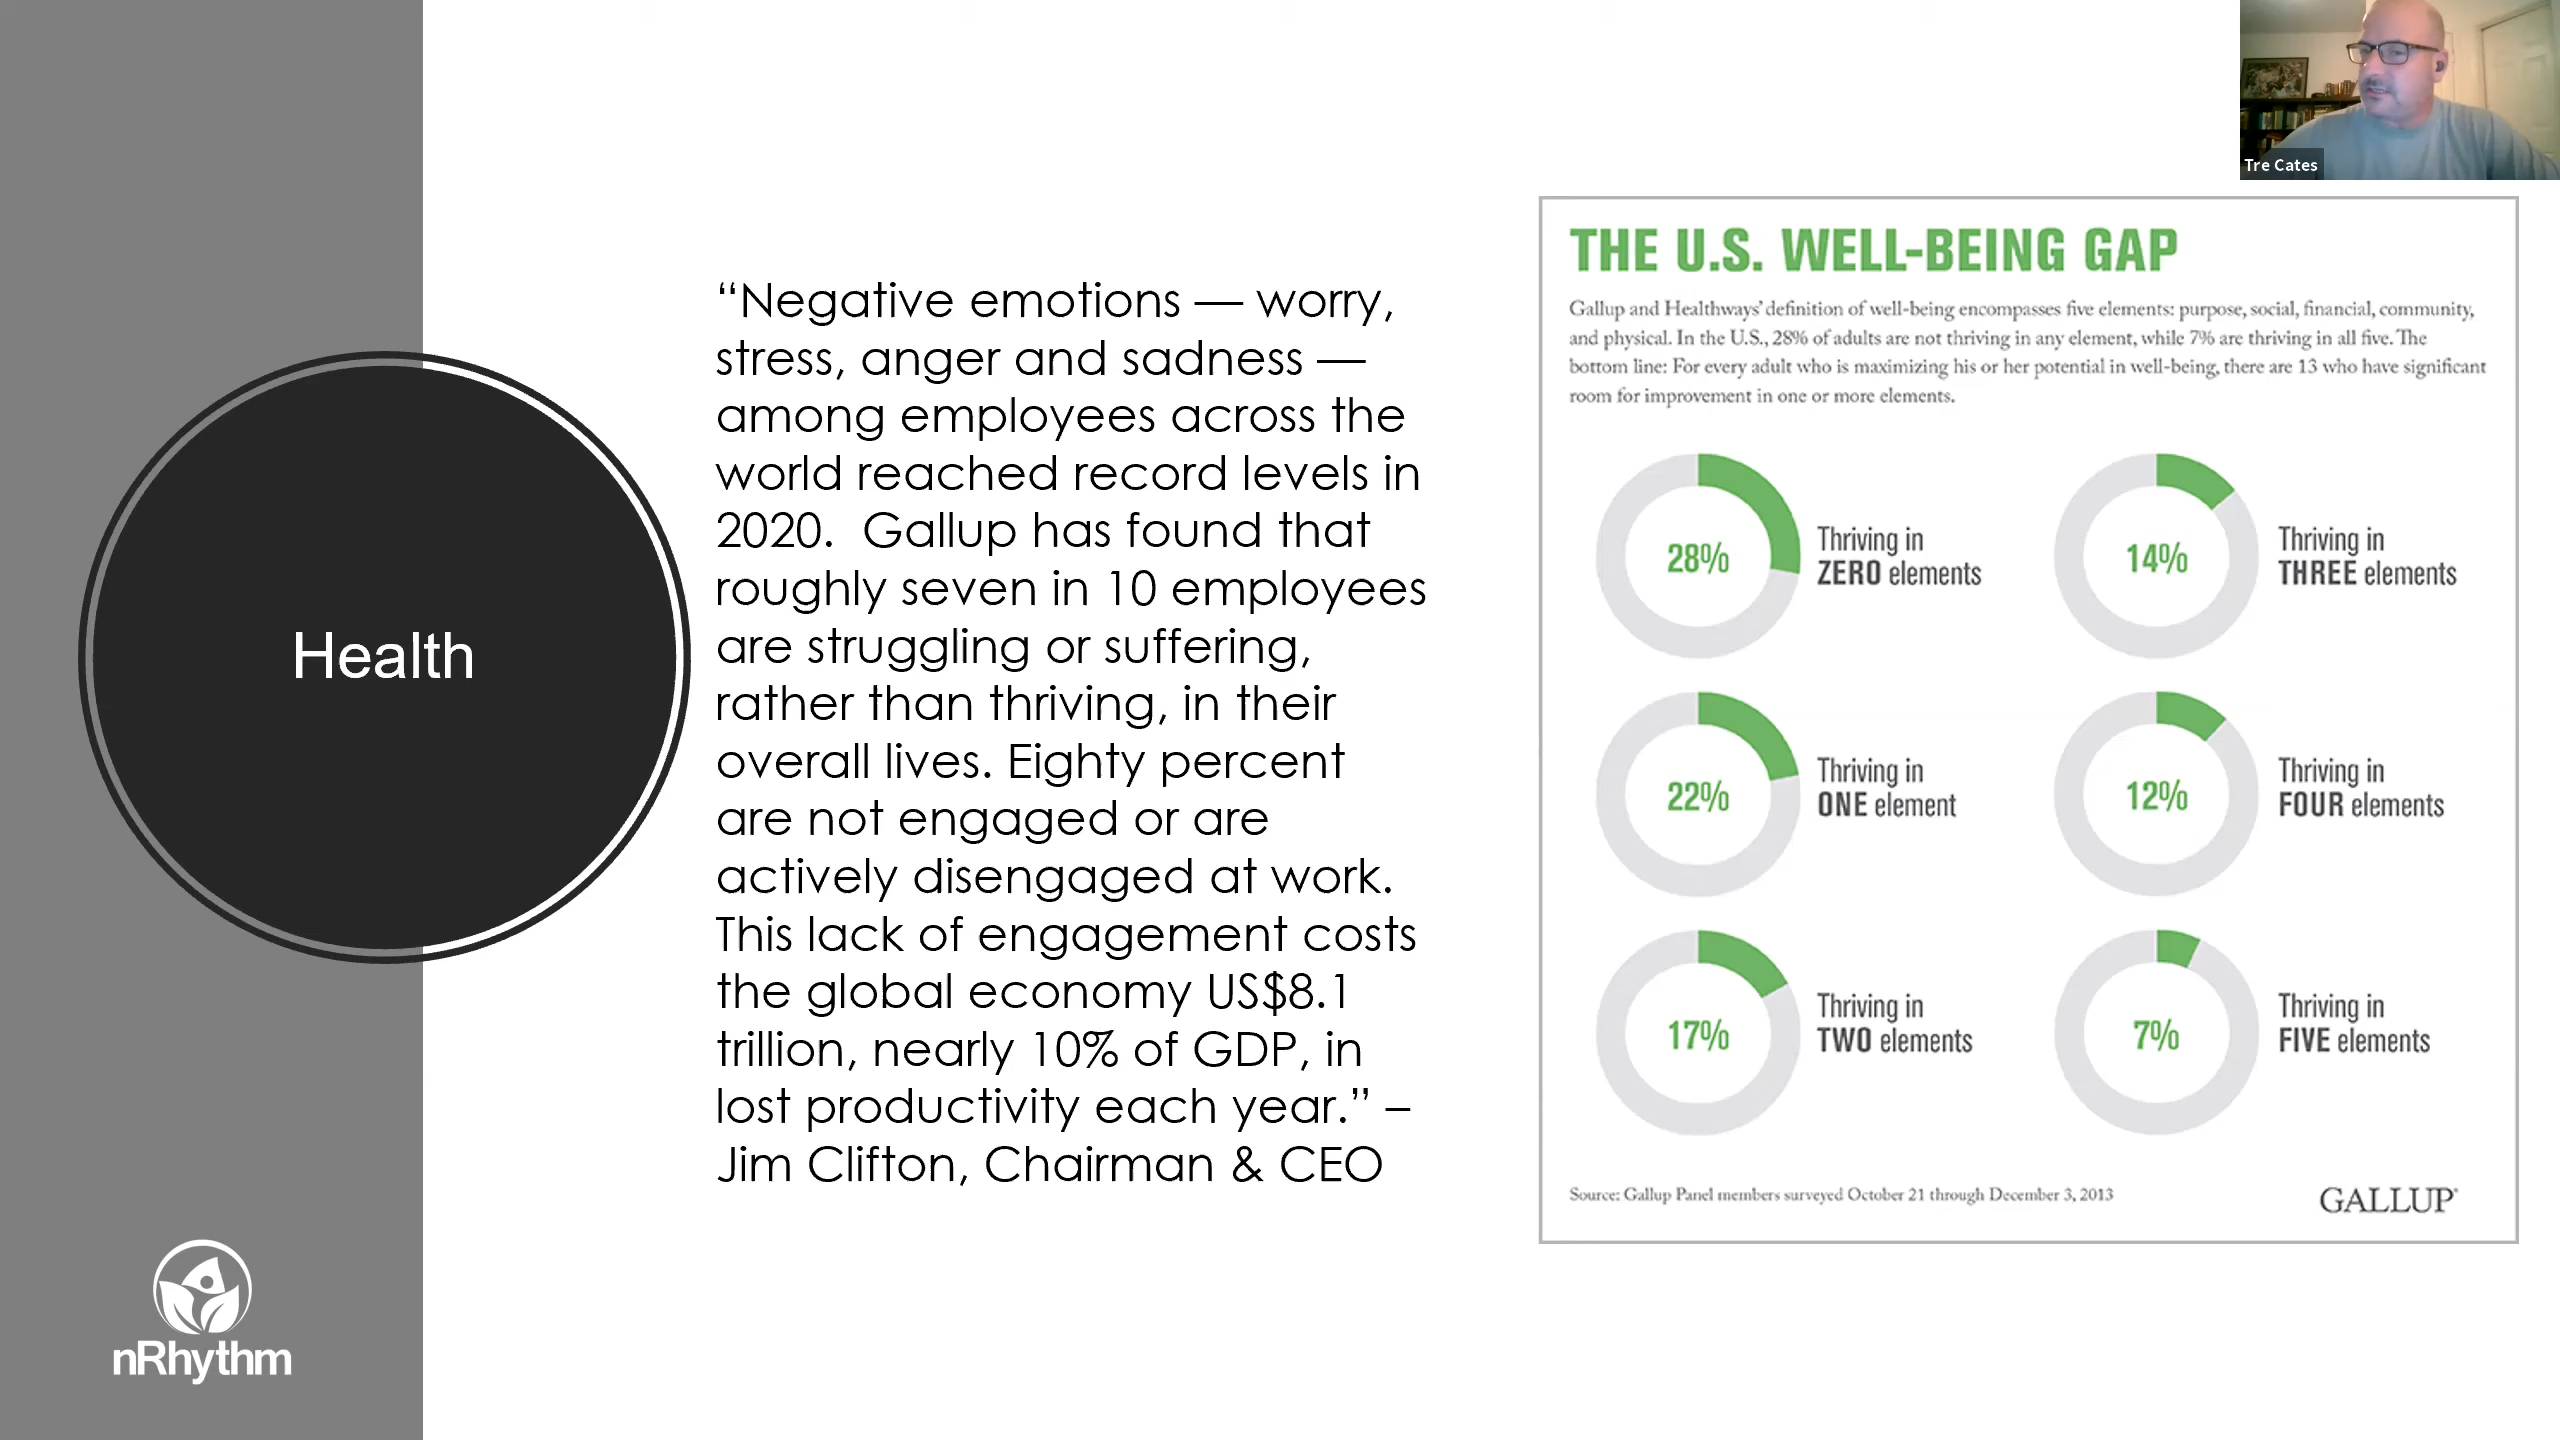 Tre Cates
Health
“Negative emotions — worry,
stress, anger and sadness —
among employees across the
world reached record levels in
2020.  Gallup has found that
roughly seven in 10 employees
are struggling or suffering,
rather than thriving, in their
overall lives. Eighty percent
are not engaged or are
actively disengaged at work.
This lack of engagement costs
the global economy US$8.1
trillion, nearly 10% of GDP, in
lost productivity each year.” –
Jim Clifton, Chairman & CEO
THE U.S. WELL-BEING GAP
Gallup and Healthways’ definition of well-being encompasses five elements: purpose, social, financial, community,
and physical. In the U.S., 28% of adults are not thriving in any element, while 7% are thriving in all five. The
bottom line: For every adult who is maximizing his or her potential in well-being, there are 13 who have significant
room for improvement in one or more elements.
28%
Thriving in
ZERO elements
14%
Thriving in
THREE elements
22%
Thriving in
ONE element
12%
Thriving in
FOUR elements
17%
Thriving in
TWO elements
7%
Thriving in
FIVE elements
Source: Gallup Panel members surveyed October 21 through December 3, 2013
GALLUP®
nRhythm